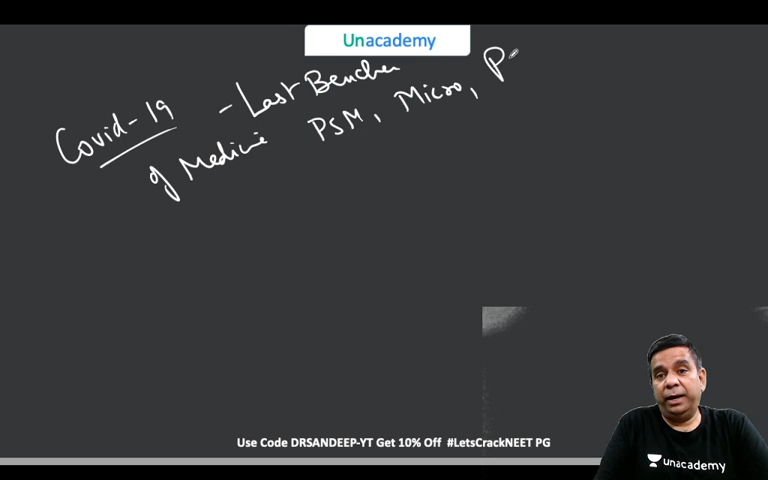 Unacademy
Covid-19 - Last Bencher
of Medicine PSM, Micro, P
Use Code DRSANDEEP-YT Get 10% Off #LetsCrackNEET PG
unacademy